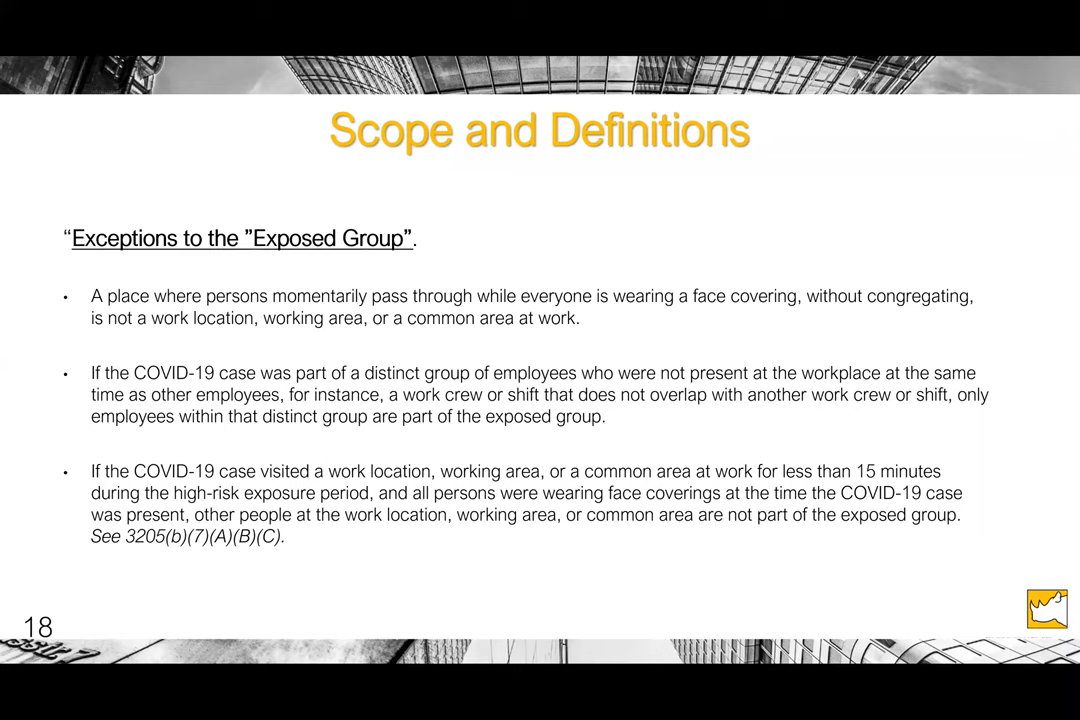 Scope and Definitions
“Exceptions to the ”Exposed Group”.
• A place where persons momentarily pass through while everyone is wearing a face covering, without congregating,
is not a work location, working area, or a common area at work.
• If the COVID-19 case was part of a distinct group of employees who were not present at the workplace at the same
time as other employees, for instance, a work crew or shift that does not overlap with another work crew or shift, only
employees within that distinct group are part of the exposed group.
• If the COVID-19 case visited a work location, working area, or a common area at work for less than 15 minutes
during the high-risk exposure period, and all persons were wearing face coverings at the time the COVID-19 case
was present, other people at the work location, working area, or common area are not part of the exposed group.
See 3205(b)(7)(A)(B)(C).
18